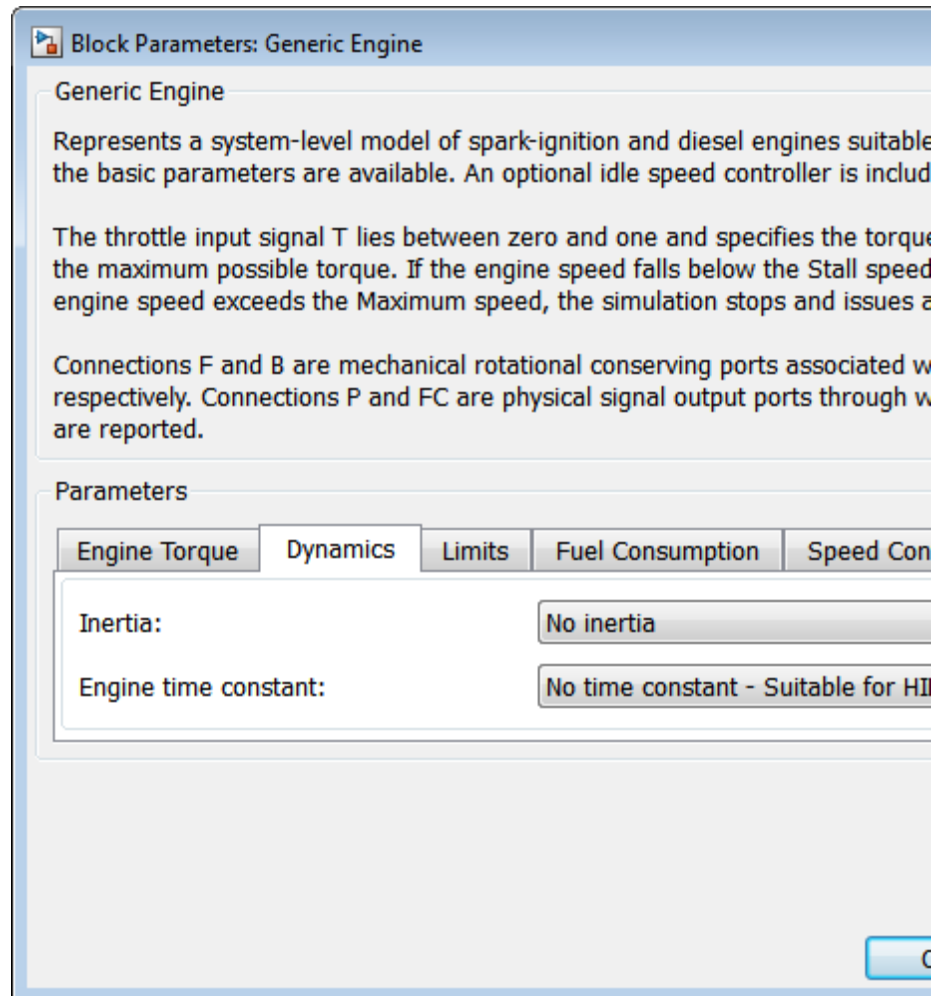 Block Parameters: Generic Engine
Generic Engine
Represents a system-level model of spark-ignition and diesel engines suitable
the basic parameters are available. An optional idle speed controller is includ
The throttle input signal T lies between zero and one and specifies the torque
the maximum possible torque. If the engine speed falls below the Stall speed
engine speed exceeds the Maximum speed, the simulation stops and issues a
Connections F and B are mechanical rotational conserving ports associated w
respectively. Connections P and FC are physical signal output ports through w
are reported.
Parameters
Engine Torque Dynamics Limits Fuel Consumption Speed Con
Inertia: No inertia
Engine time constant: No time constant - Suitable for HI